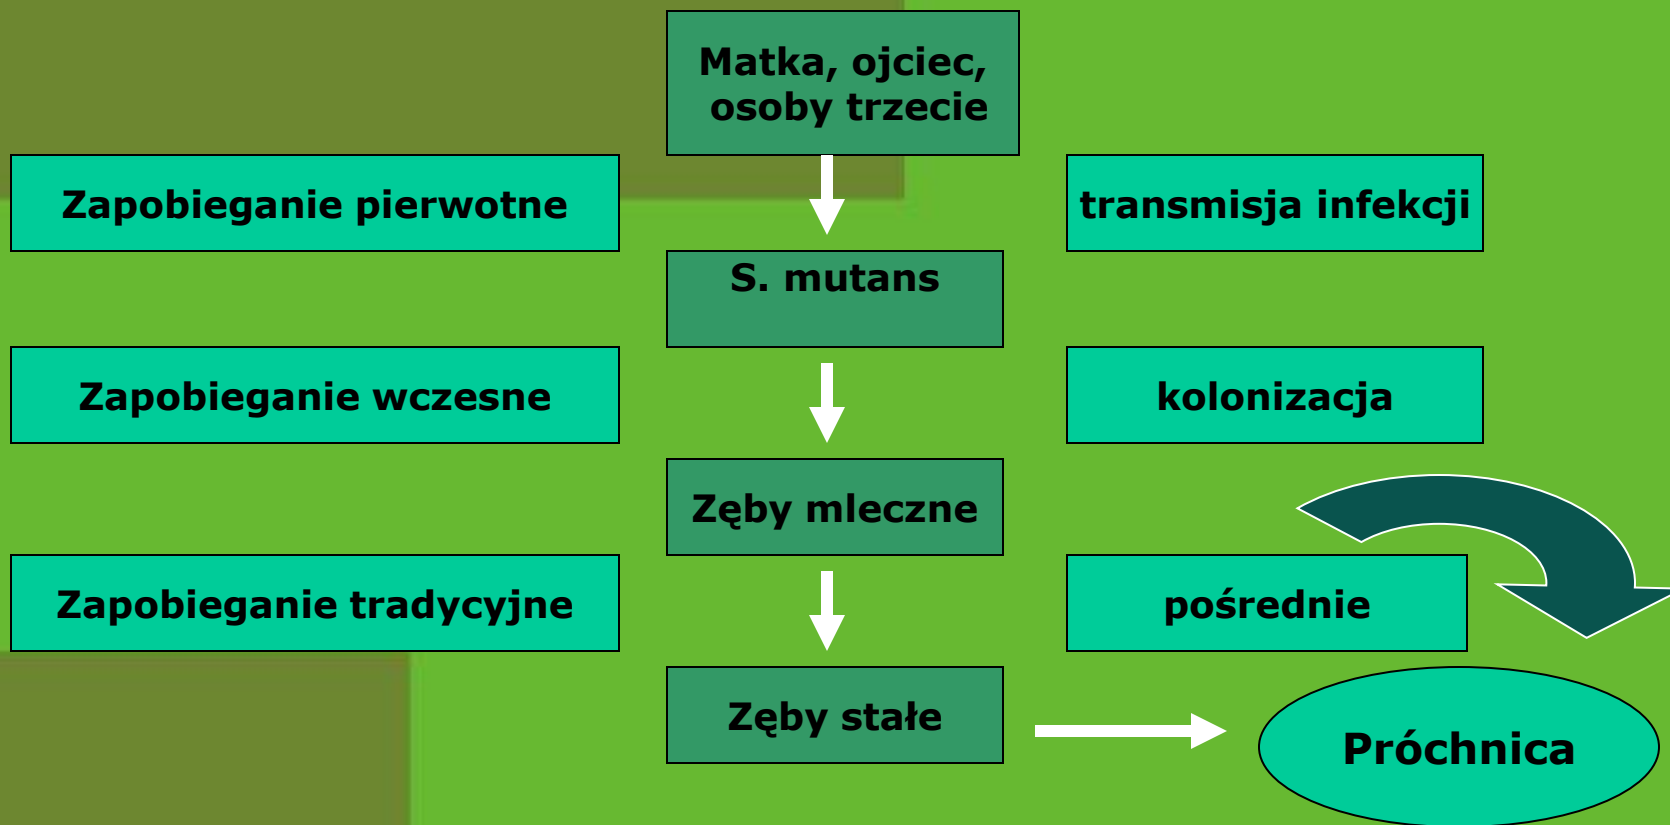 Matka, ojciec,
osoby trzecie
Zapobieganie pierwotne
transmisja infekcji
S. mutans
Zapobieganie wczesne
kolonizacja
Zęby mleczne
Zapobieganie tradycyjne
pośrednie
Zęby stałe
Próchnica